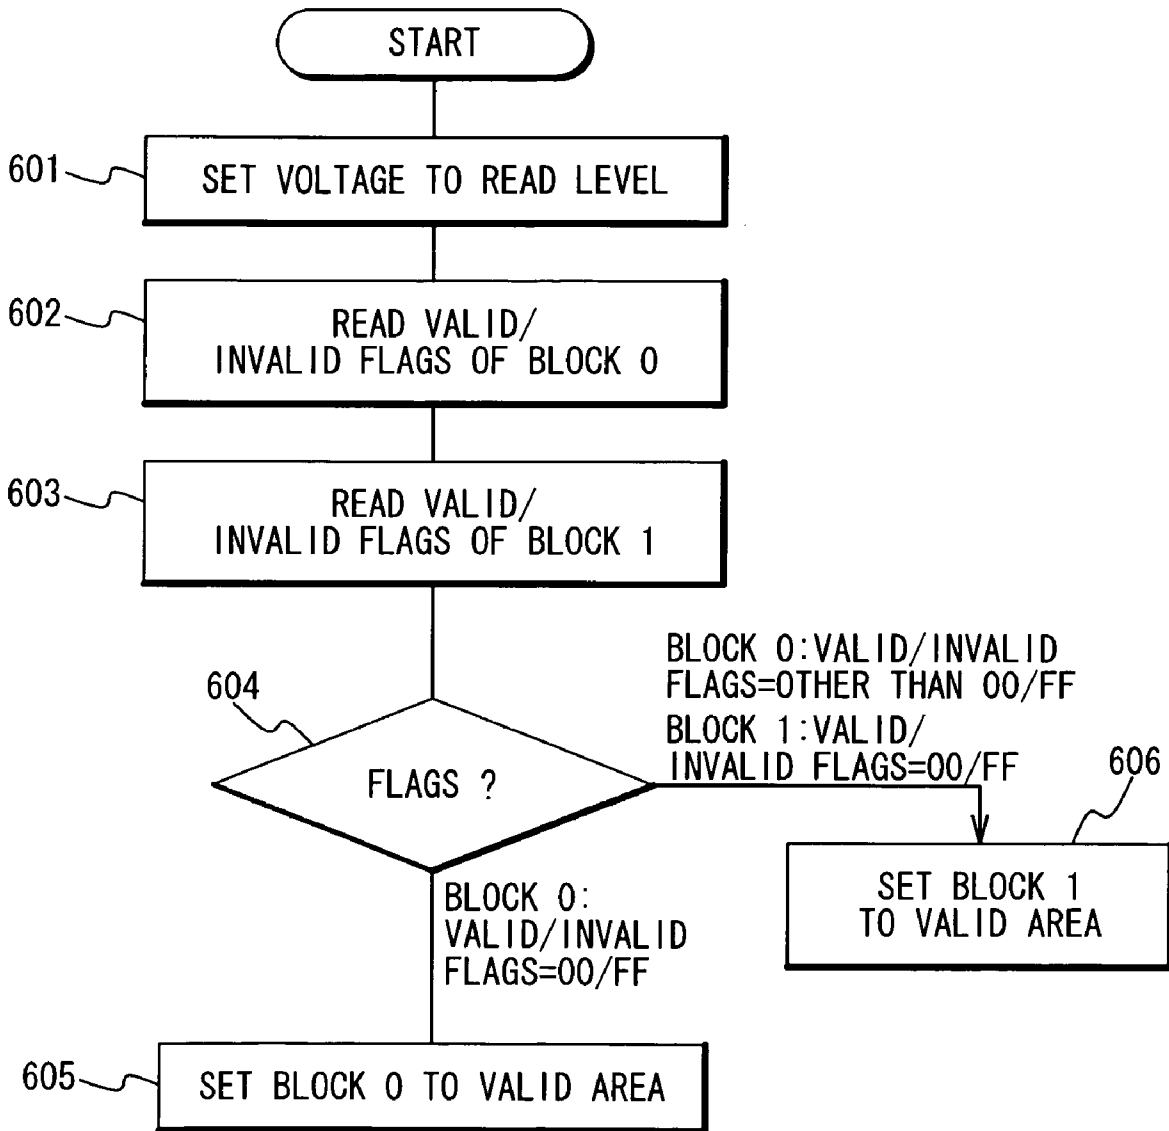 START
601
SET VOLTAGE TO READ LEVEL
602
READ VALID/
INVALID FLAGS OF BLOCK 0
603
READ VALID/
INVALID FLAGS OF BLOCK 1
604
FLAGS ?
BLOCK 0:VALID/INVALID
FLAGS=OTHER THAN 00/FF
BLOCK 1:VALID/
INVALID FLAGS=00/FF
606
SET BLOCK 1
TO VALID AREA
BLOCK 0:
VALID/INVALID
FLAGS=00/FF
605
SET BLOCK 0 TO VALID AREA